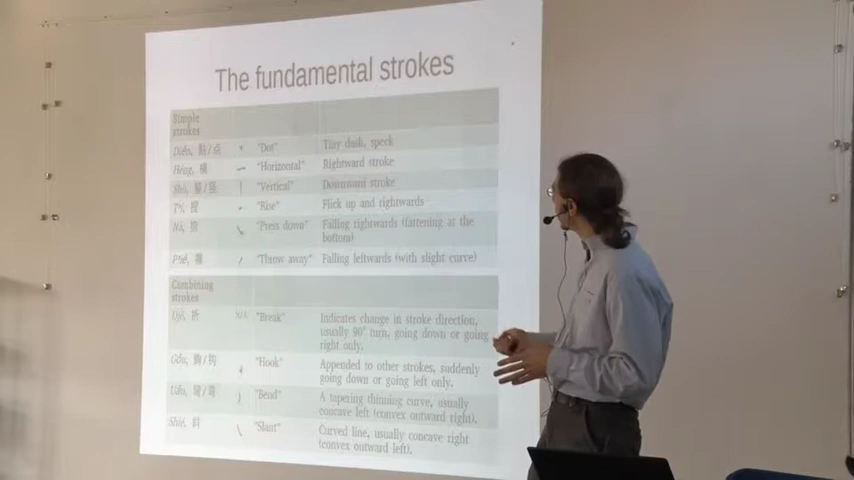 The fundamental strokes
Simple
strokes
Diǎn, 點/点 "Dot" Tiny dash, speck
Héng, 橫 "Horizontal" Rightward stroke
Shù, 豎/竖 "Vertical" Downward stroke
Tí, 提 "Rise" Flick up and rightwards
Nà, 捺 "Press down" Falling rightwards (fattening at the
bottom)
Piě, "Throw away" Falling leftwards (with slight curve)
Combining
strokes
折 N/A "Break" Indicates change in stroke direction,
usually 90° turn, going down or going
right only.
Gōu, 鉤/钩 "Hook" Appended to other strokes, suddenly
going down or going left only.
Wān, 彎/弯 "Bend" A tapering thinning curve, usually
concave left (convex outward right)
Xié, 斜 "Slant" Curved line, usually concave right
(convex outward left).